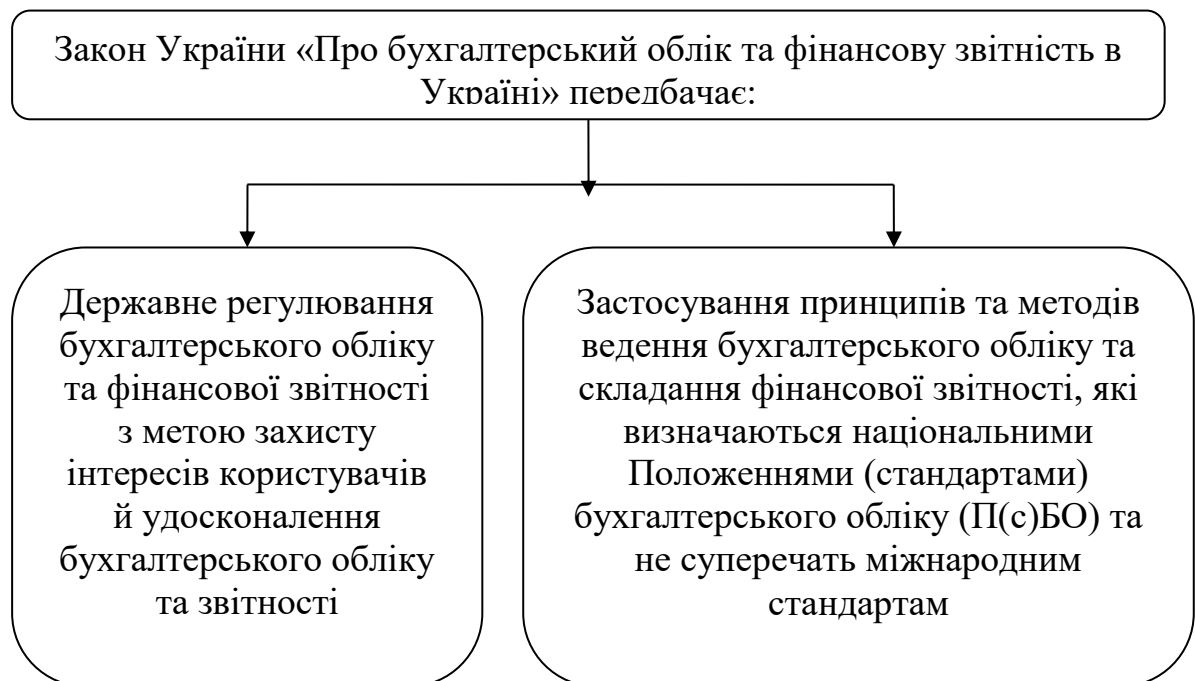 Закон України «Про бухгалтерський облік та фінансову звітність в
Україні» передбачає:
Державне регулювання
бухгалтерського обліку
та фінансової звітності
з метою захисту
інтересів користувачів
й удосконалення
бухгалтерського обліку
та звітності
Застосування принципів та методів
ведення бухгалтерського обліку та
складання фінансової звітності, які
визначаються національними
Положеннями (стандартами)
бухгалтерського обліку (П(с)БО) та
не суперечать міжнародним
стандартам